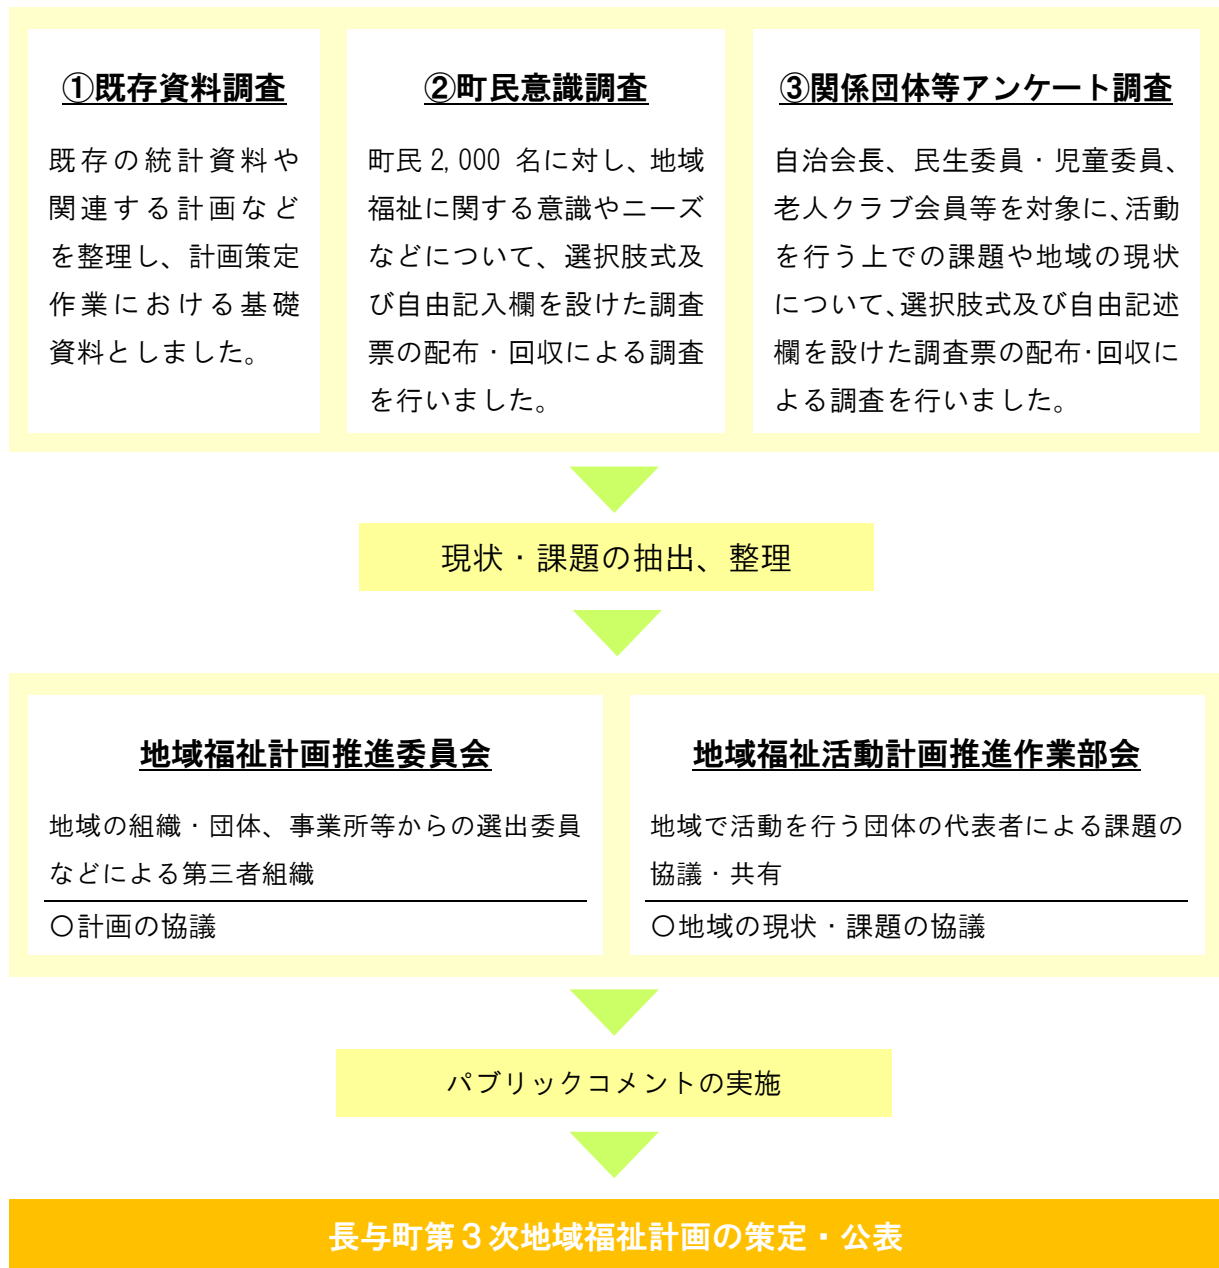 ①既存資料調査
既存の統計資料や
関連する計画など
を整理し、計画策定
作業における基礎
資料としました。
②町民意識調査
町民2,000 名に対し、地域
福祉に関する意識やニーズ
などについて、選択肢式及
び自由記入欄を設けた調査
票の配布・回収による調査
を行いました。
③関係団体等アンケート調査
自治会長、民生委員・児童委員、
老人クラブ会員等を対象に、活動
を行う上での課題や地域の現状
について、選択肢式及び自由記述
欄を設けた調査票の配布・回収に
よる調査を行いました。
現状・課題の抽出、整理
地域福祉計画推進委員会
地域の組織・団体、事業所等からの選出委員
などによる第三者組織
〇計画の協議
地域福祉活動計画推進作業部会
地域で活動を行う団体の代表者による課題の
協議・共有
〇地域の現状・課題の協議
パブリックコメントの実施
長与町第３次地域福祉計画の策定・公表